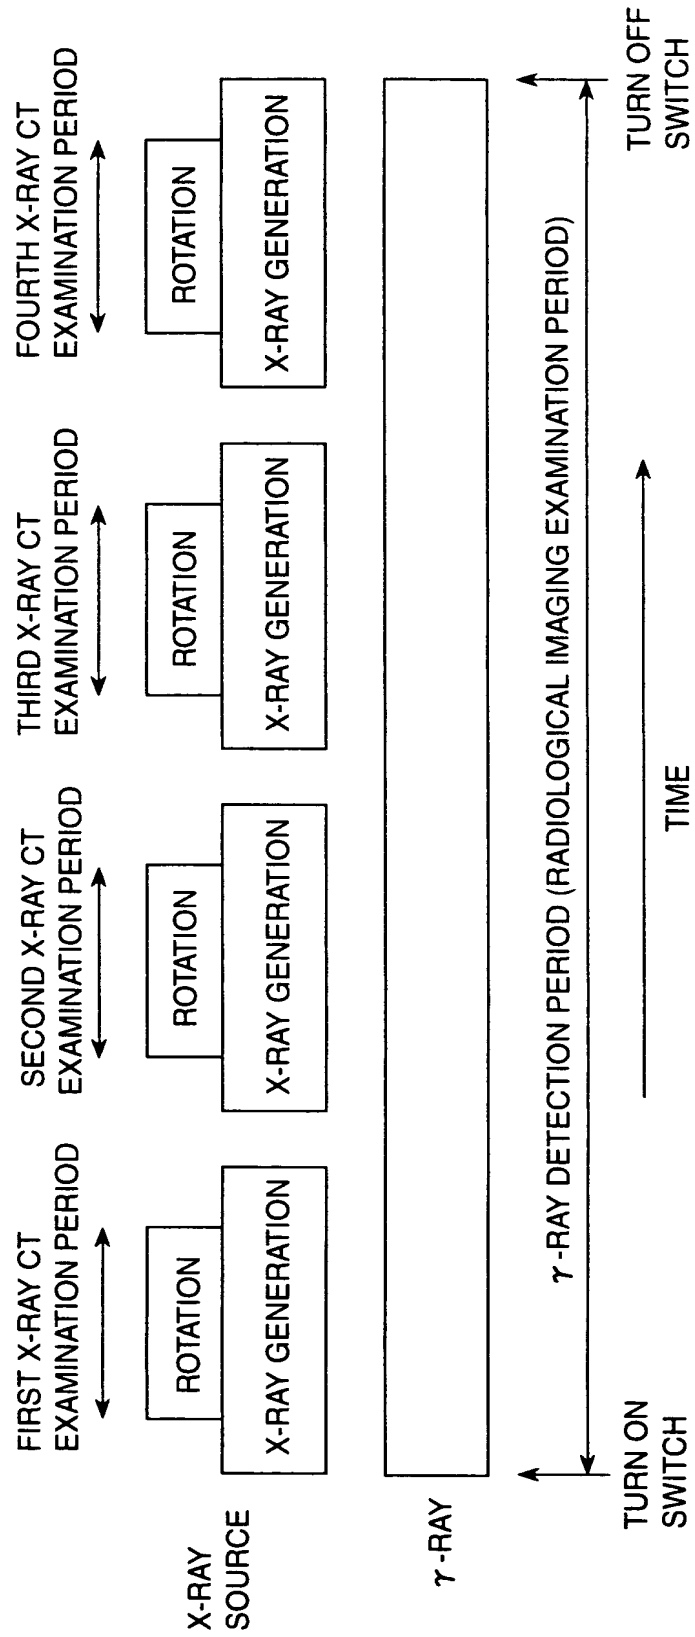 FIRST X-RAY CT
EXAMINATION PERIOD
SECOND X-RAY CT
EXAMINATION PERIOD
THIRD X-RAY CT
EXAMINATION PERIOD
FOURTH X-RAY CT
EXAMINATION PERIOD
X-RAY
SOURCE
ROTATION
X-RAY GENERATION
ROTATION
X-RAY GENERATION
ROTATION
X-RAY GENERATION
ROTATION
X-RAY GENERATION
γ-RAY
γ-RAY DETECTION PERIOD (RADIOLOGICAL IMAGING EXAMINATION PERIOD)
TURN ON
SWITCH
TIME
TURN OFF
SWITCH